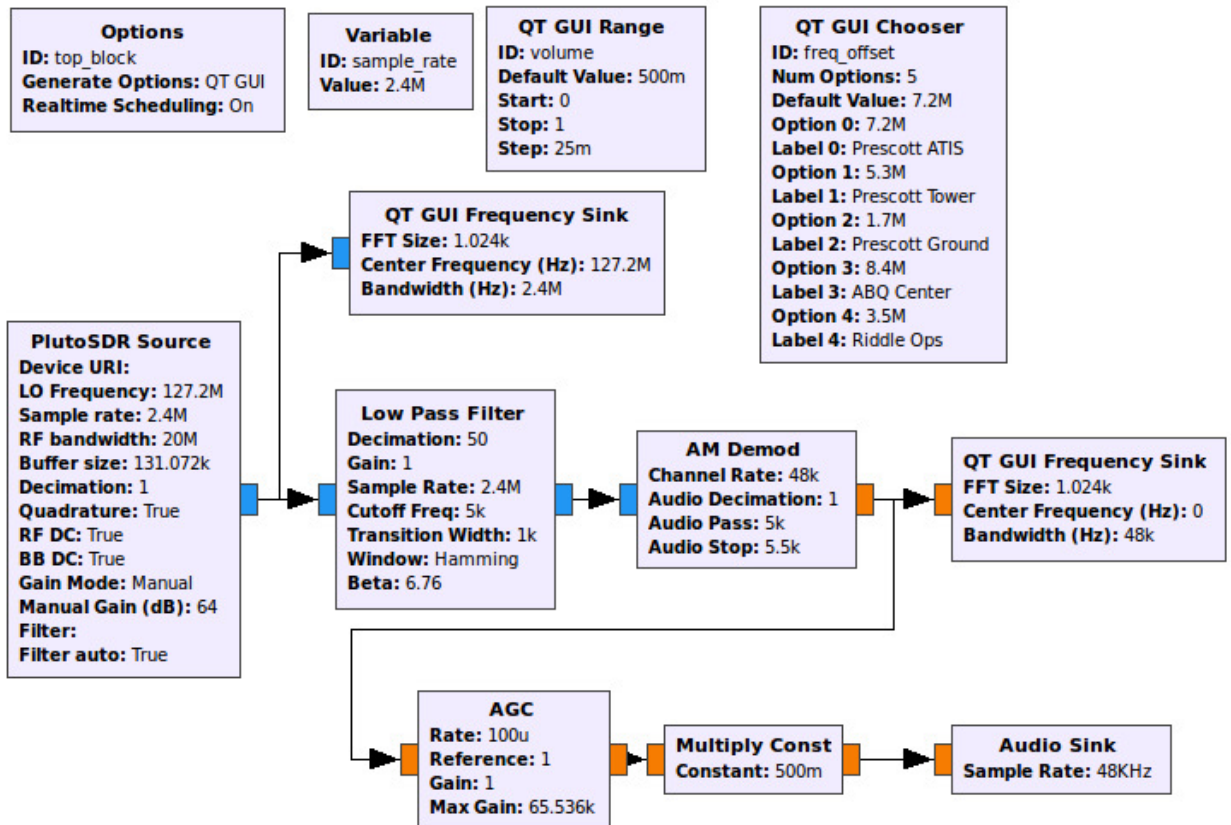 Options
ID: top_block
Generate Options: QT GUI
Realtime Scheduling: On
Variable
ID: sample_rate
Value: 2.4M
QT GUI Range
ID: volume
Default Value: 500m
Start: 0
Stop: 1
Step: 25m
QT GUI Chooser
ID: freq_offset
Num Options: 5
Default Value: 7.2M
Option 0: 7.2M
Label 0: Prescott ATIS
Option 1: 5.3M
Label 1: Prescott Tower
Option 2: 1.7M
Label 2: Prescott Ground
Option 3: 8.4M
Label 3: ABQ Center
Option 4: 3.5M
Label 4: Riddle Ops
QT GUI Frequency Sink
FFT Size: 1.024k
Center Frequency (Hz): 127.2M
Bandwidth (Hz): 2.4M
PlutoSDR Source
Device URI:
LO Frequency: 127.2M
Sample rate: 2.4M
RF bandwidth: 20M
Buffer size: 131.072k
Decimation: 1
Quadrature: True
RF DC: True
BB DC: True
Gain Mode: Manual
Manual Gain (dB): 64
Filter:
Filter auto: True
Low Pass Filter
Decimation: 50
Gain: 1
Sample Rate: 2.4M
Cutoff Freq: 5k
Transition Width: 1k
Window: Hamming
Beta: 6.76
AM Demod
Channel Rate: 48k
Audio Decimation: 1
Audio Pass: 5k
Audio Stop: 5.5k
QT GUI Frequency Sink
FFT Size: 1.024k
Center Frequency (Hz): 0
Bandwidth (Hz): 48k
AGC
Rate: 100u
Reference: 1
Gain: 1
Max Gain: 65.536k
Multiply Const
Constant: 500m
Audio Sink
Sample Rate: 48KHz